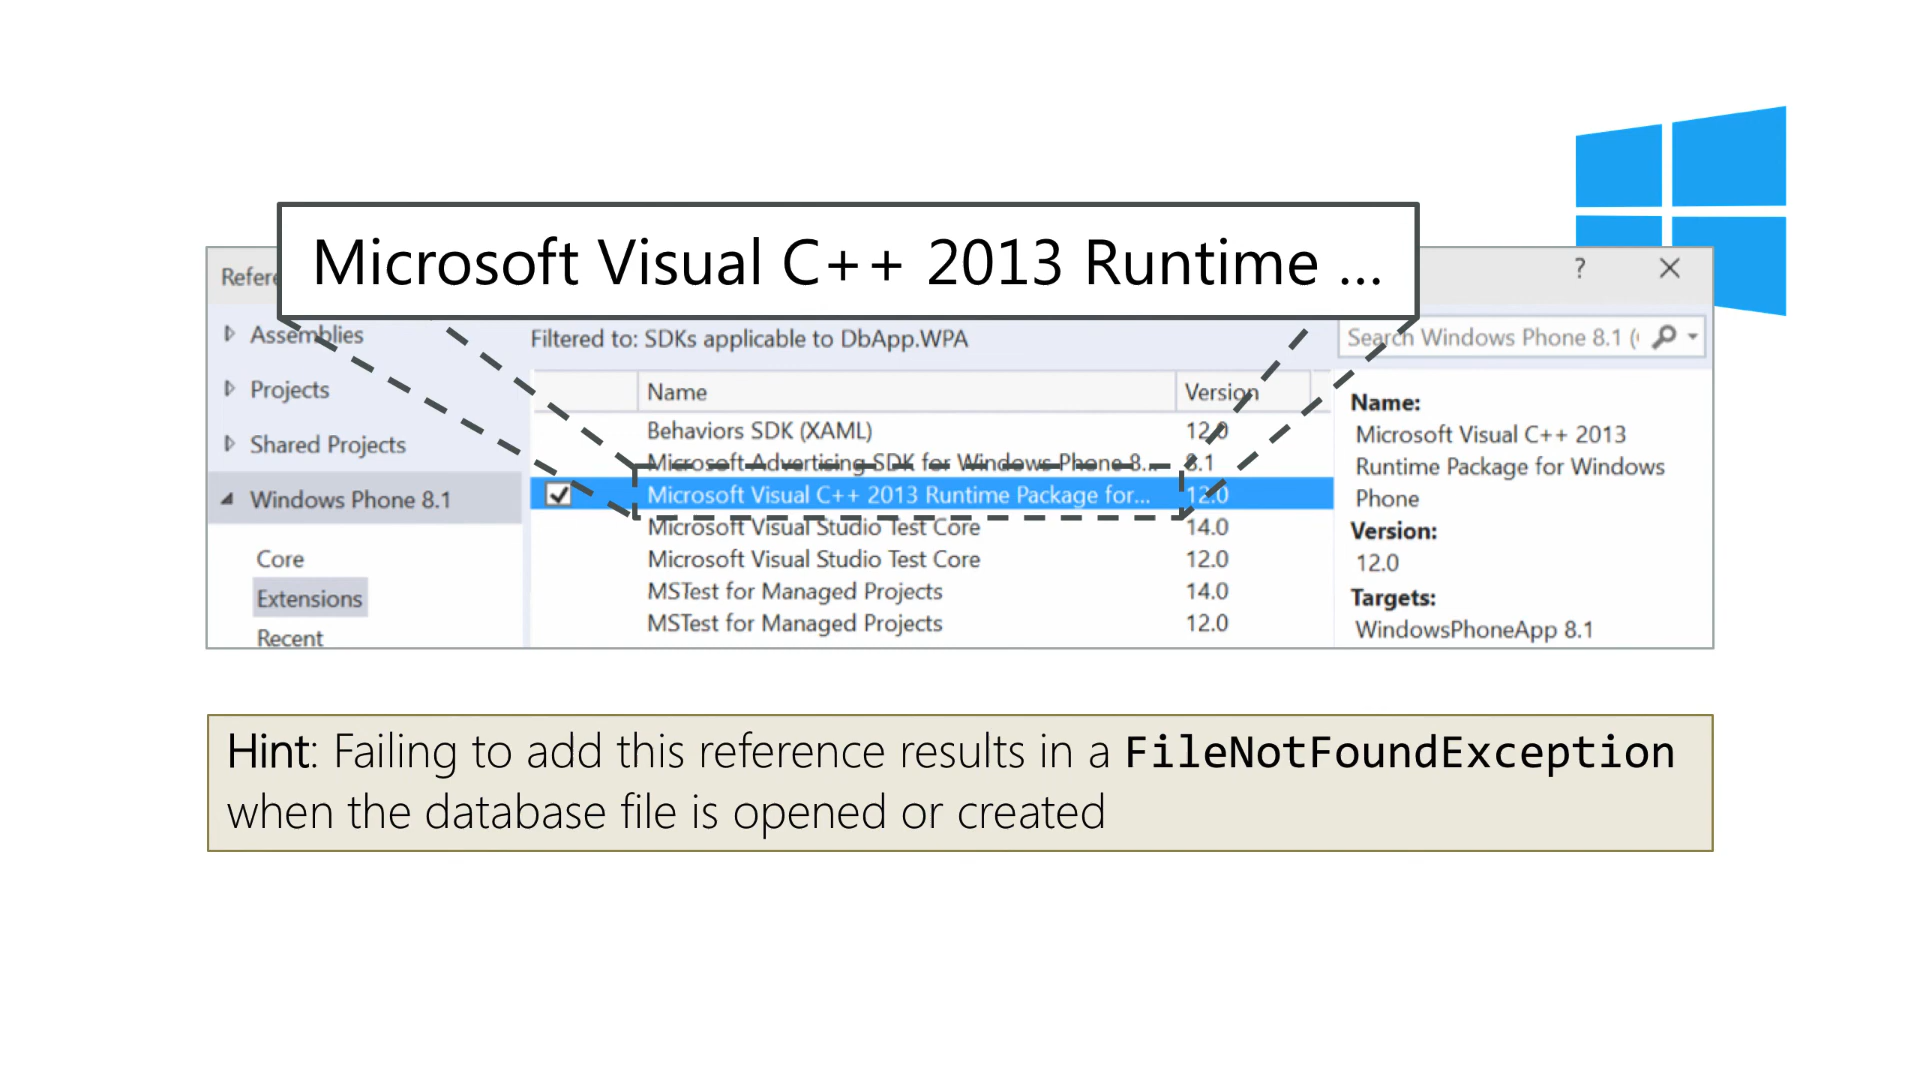 Microsoft Visual C++ 2013 Runtime ...
Refere
?
Assemblies
Projects
Shared Projects
Windows Phone 8.1
Core
Extensions
Recent
Filtered to: SDKs applicable to DbApp.WPA
Search Windows Phone 8.1 (
Name Version
Behaviors SDK (XAML) 12.0
Microsoft Advertising SDK for Windows Phone 8... 8.1
Microsoft Visual C++ 2013 Runtime Package for... 12.0
Microsoft Visual Studio Test Core 14.0
Microsoft Visual Studio Test Core 12.0
MSTest for Managed Projects 14.0
MSTest for Managed Projects 12.0
Name:
Microsoft Visual C++ 2013
Runtime Package for Windows
Phone
Version:
12.0
Targets:
WindowsPhoneApp 8.1
Hint: Failing to add this reference results in a FileNotFoundException
when the database file is opened or created